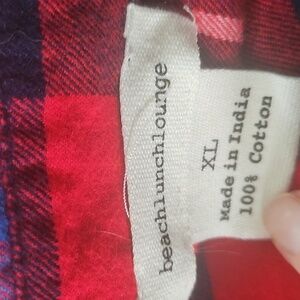 beachlunchlounge
XL
Made in India
100% Cotton